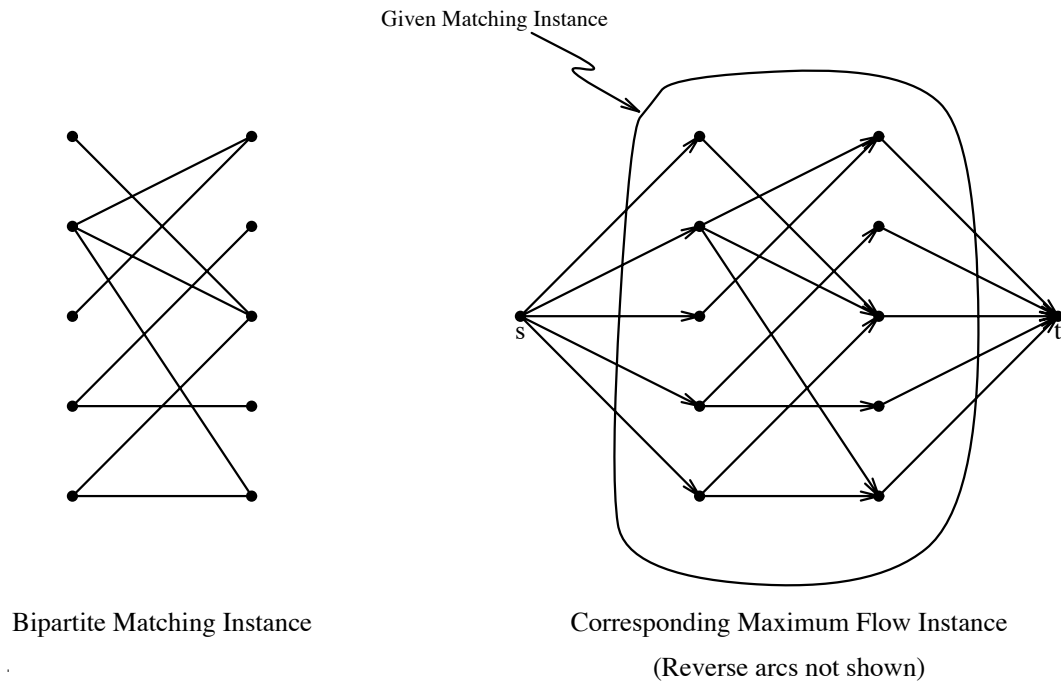 Given Matching Instance
s
t
Bipartite Matching Instance
Corresponding Maximum Flow Instance
(Reverse arcs not shown)